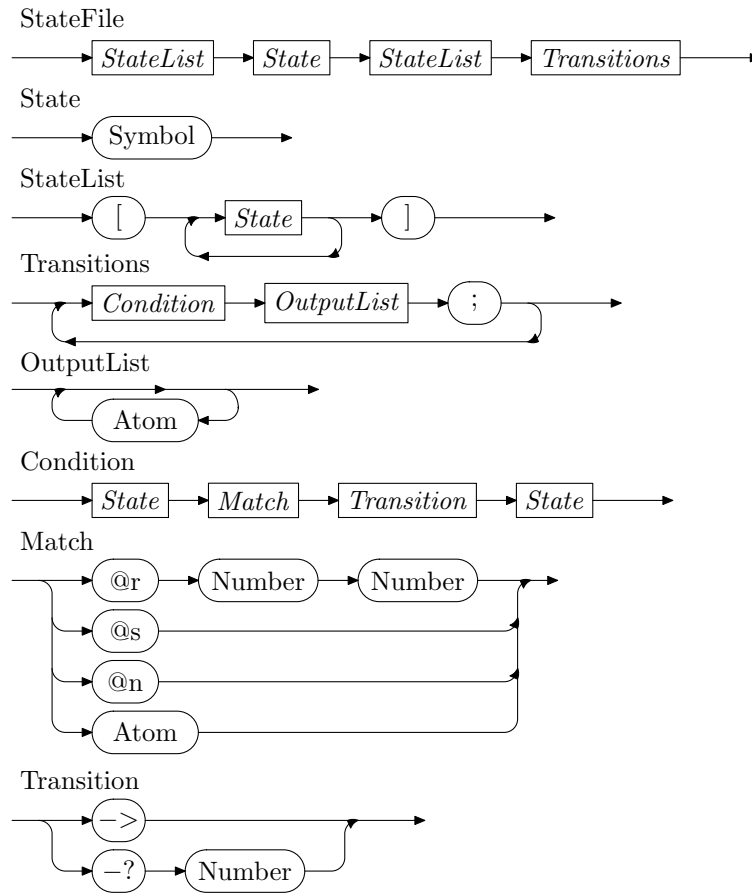 StateFile
StateList State StateList Transitions
State
Symbol
StateList
[ State ]
Transitions
Condition OutputList ;
OutputList
Atom
Condition
State Match Transition State
Match
@r Number Number
@s
@n
Atom
Transition
−>
−? Number